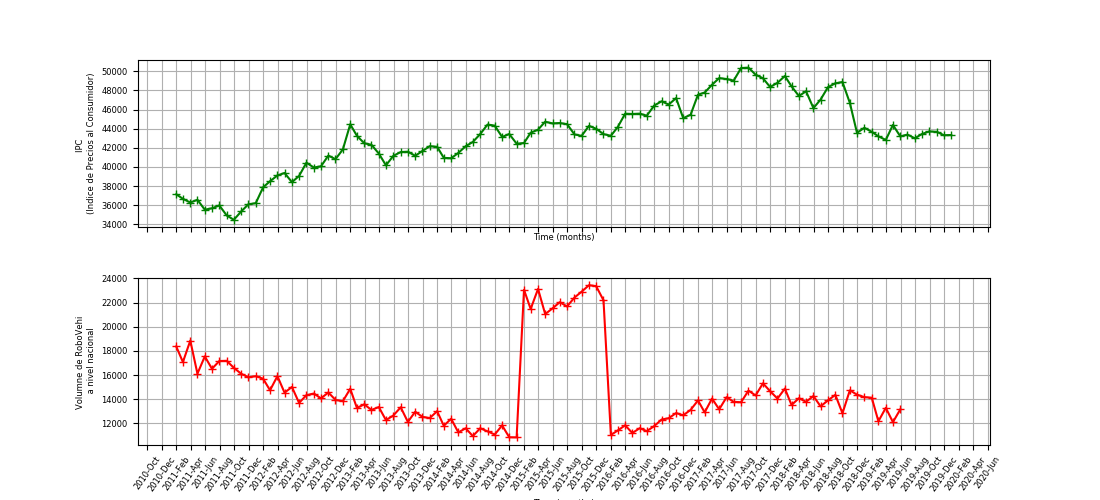 IPC
(Indice de Precios al Consumidor)
50000
48000
46000
44000
42000
40000
38000
36000
34000
Time (months)
Volumne de RoboVehi
a nivel nacional
24000
22000
20000
18000
16000
14000
12000
2010-Oct
2010-Dec
2011-Feb
2011-Apr
2011-Jun
2011-Aug
2011-Oct
2011-Dec
2012-Feb
2012-Apr
2012-Jun
2012-Aug
2012-Oct
2012-Dec
2013-Feb
2013-Apr
2013-Jun
2013-Aug
2013-Oct
2013-Dec
2014-Feb
2014-Apr
2014-Jun
2014-Aug
2014-Oct
2014-Dec
2015-Feb
2015-Apr
2015-Jun
2015-Aug
2015-Oct
2015-Dec
2016-Feb
2016-Apr
2016-Jun
2016-Aug
2016-Oct
2016-Dec
2017-Feb
2017-Apr
2017-Jun
2017-Aug
2017-Oct
2017-Dec
2018-Feb
2018-Apr
2018-Jun
2018-Aug
2018-Oct
2018-Dec
2019-Feb
2019-Apr
2019-Jun
2019-Aug
2019-Oct
2019-Dec
2020-Feb
2020-Apr
2020-Jun